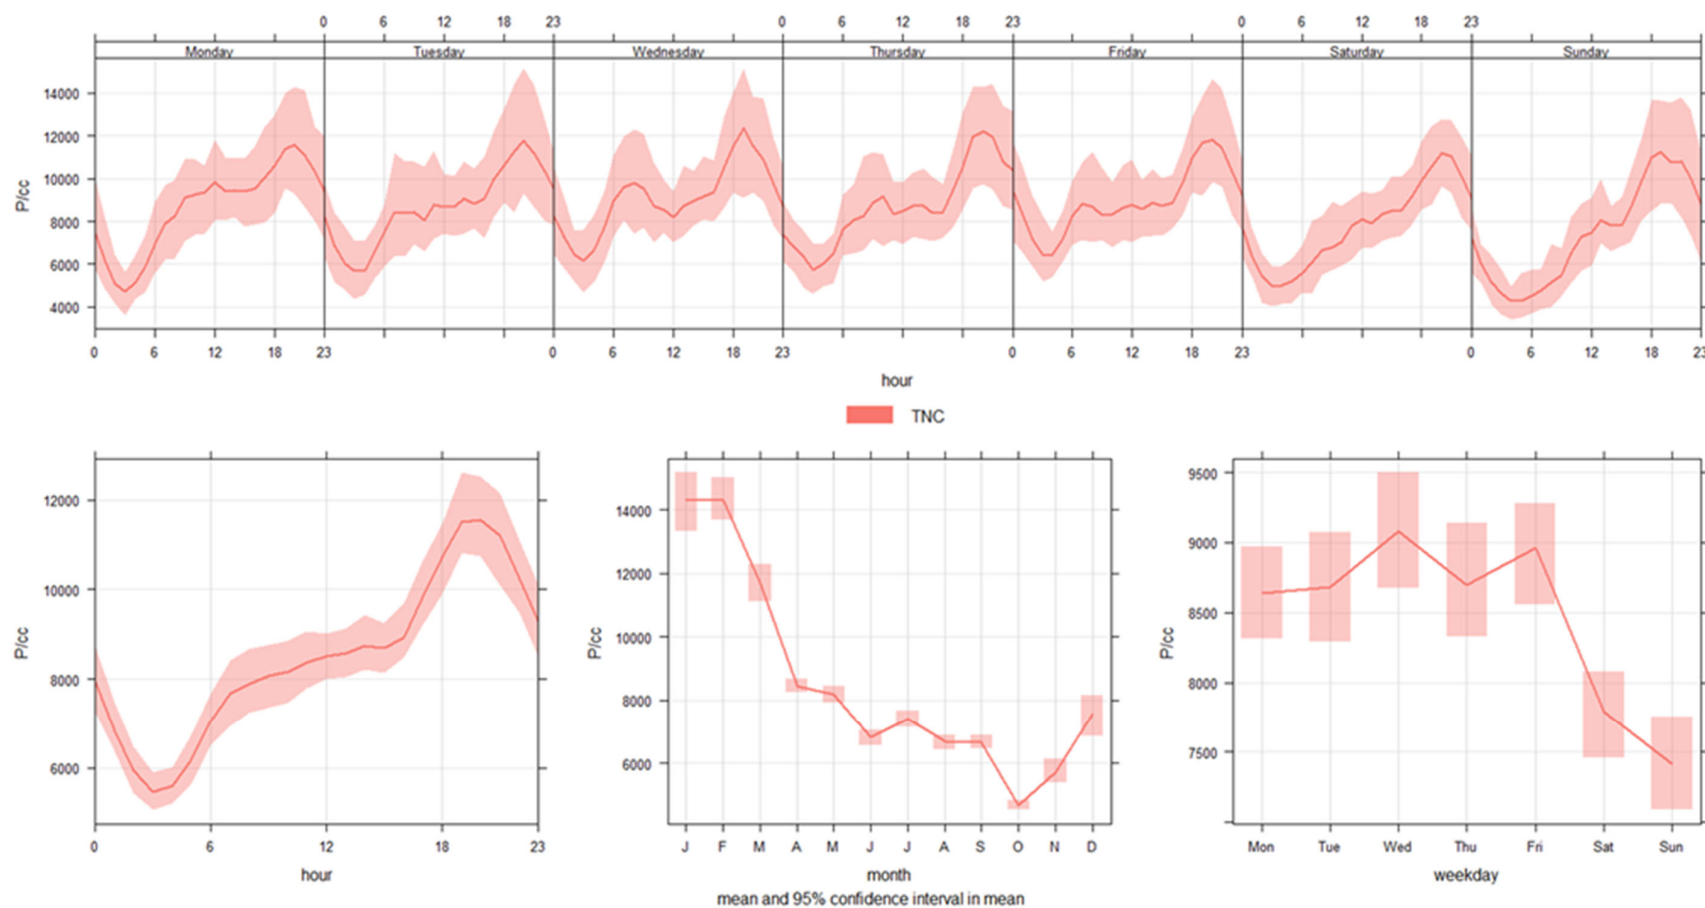 0 6 12 18 23 0 6 12 18 23 0 6 12 18 23
Monday Tuesday Wednesday Thursday Friday Saturday Sunday
14000
12000
10000
8000
6000
4000
P/cc
0 6 12 18 23 0 6 12 18 23 0 6 12 18 23 0 6 12 18 23
hour
TNC
12000
10000
8000
6000
P/cc
0 6 12 18 23
hour
14000
12000
10000
8000
6000
P/cc
J F M A M J J A S O N D
month
mean and 95% confidence interval in mean
9500
9000
8500
8000
7500
P/cc
Mon Tue Wed Thu Fri Sat Sun
weekday